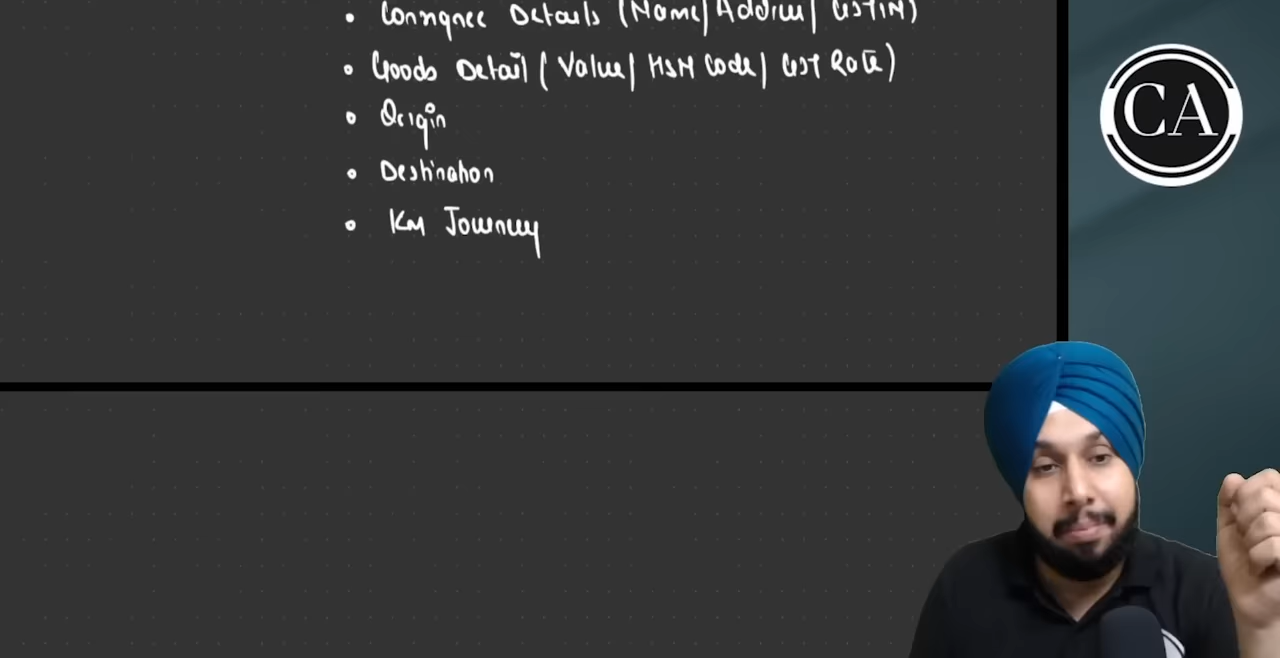 • Consignee Details (Name/Address/GSTIN)
• Goods Detail (Value/HSN Code/GST Rate)
• Origin
• Destination
• KM Journey
CA